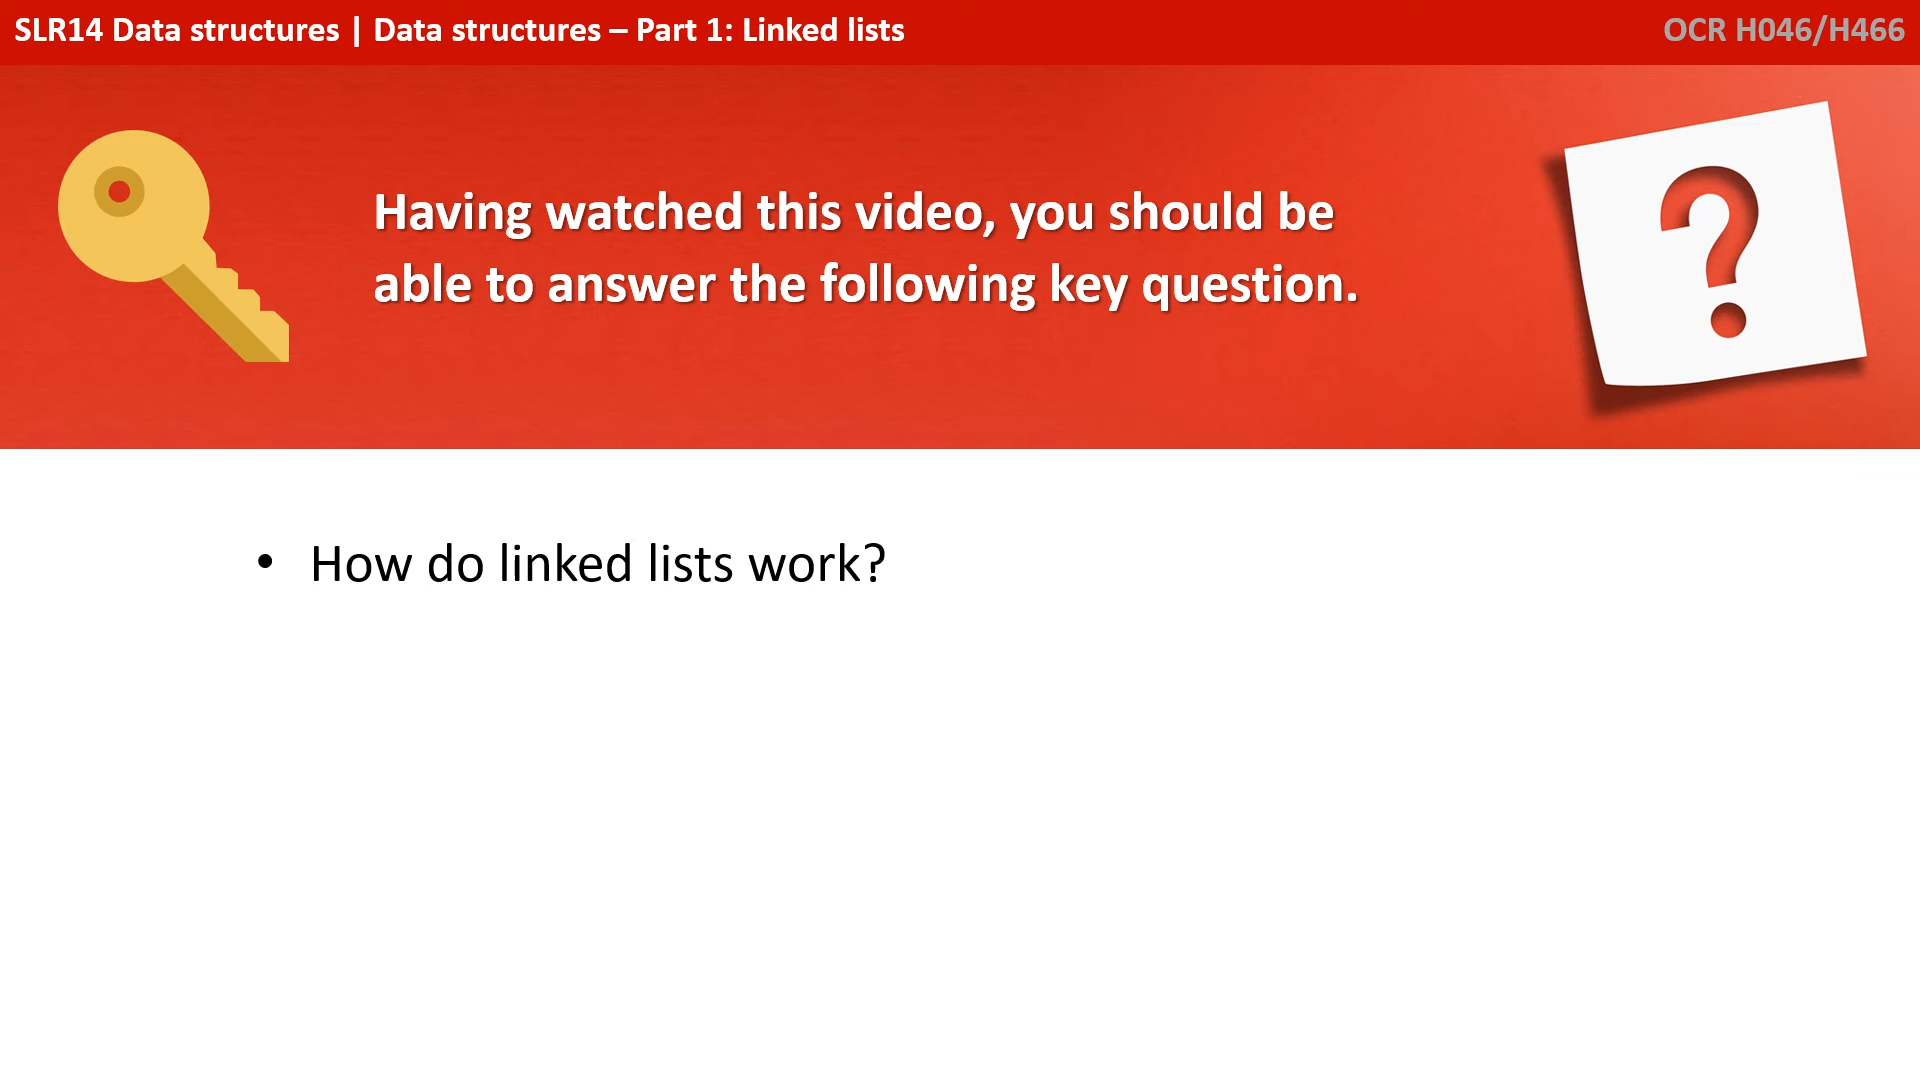 SLR14 Data structures | Data structures – Part 1: Linked lists
OCR H046/H466
Having watched this video, you should be
able to answer the following key question.
?
• How do linked lists work?